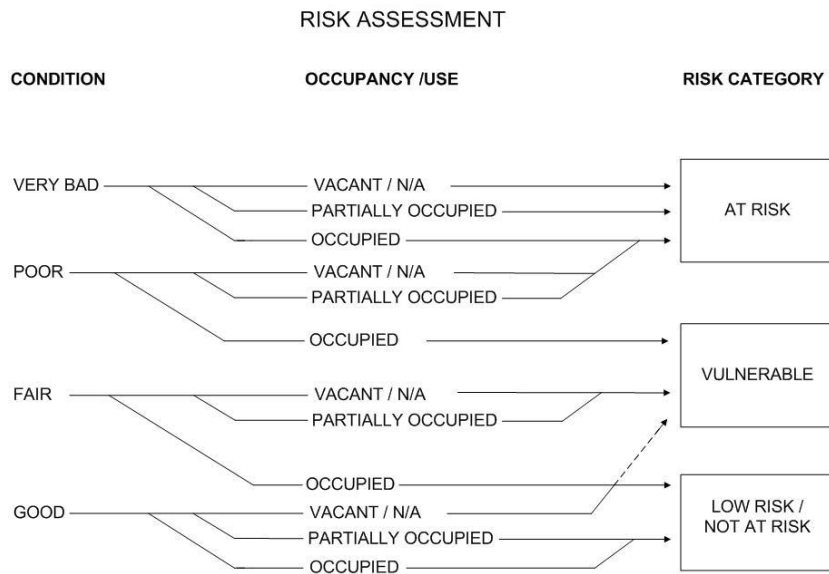 RISK ASSESSMENT
CONDITION
OCCUPANCY /USE
RISK CATEGORY
VERY BAD
VACANT / N/A
PARTIALLY OCCUPIED
OCCUPIED
AT RISK
POOR
VACANT / N/A
PARTIALLY OCCUPIED
OCCUPIED
VULNERABLE
FAIR
VACANT / N/A
PARTIALLY OCCUPIED
OCCUPIED
GOOD
VACANT / N/A
PARTIALLY OCCUPIED
OCCUPIED
LOW RISK /
NOT AT RISK